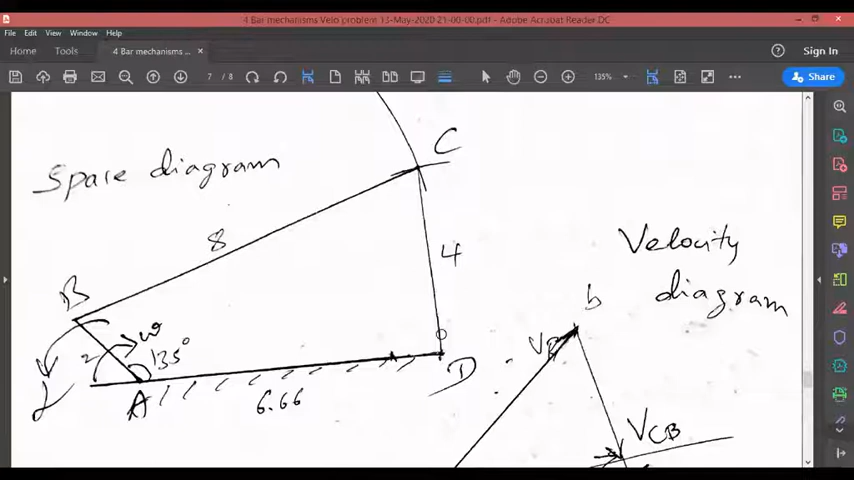 4 Bar mechanisms Velo problem 13-May-2020 21-00-00.pdf - Adobe Acrobat Reader DC
File Edit View Window Help
Home Tools 4 Bar mechanisms ... × Sign In
7 / 8 135% Share
C
Space diagram
8
4
Velocity
diagram
B
b
2
ω
135°
V
A
6.66
D
VCB